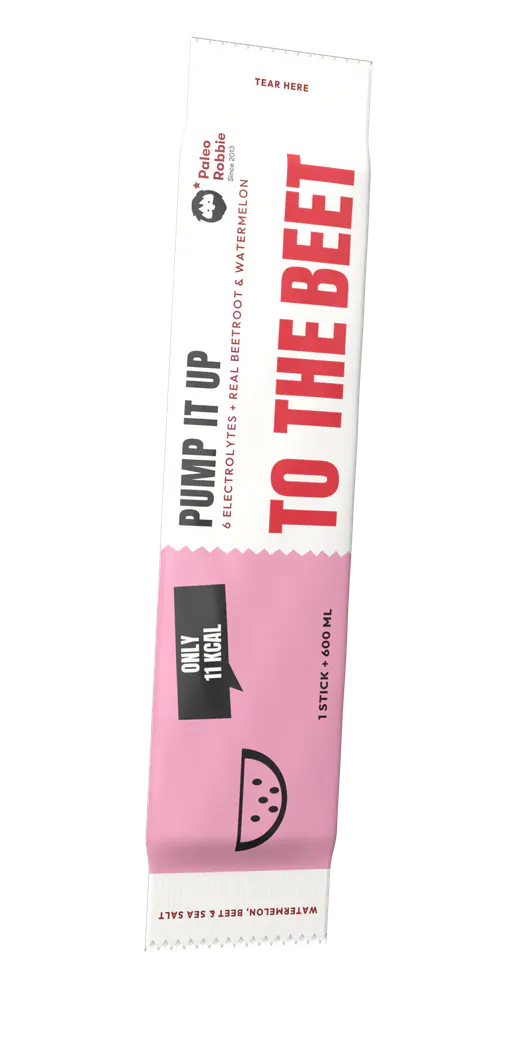 TEAR HERE
Paleo
Robbie
Since 2013
PUMP IT UP
6 ELECTROLYTES + REAL BEETROOT & WATERMELON
TO THE BEET
ONLY
11 KCAL
1 STICK + 600 ML
WATERMELON, BEET & SEA SALT